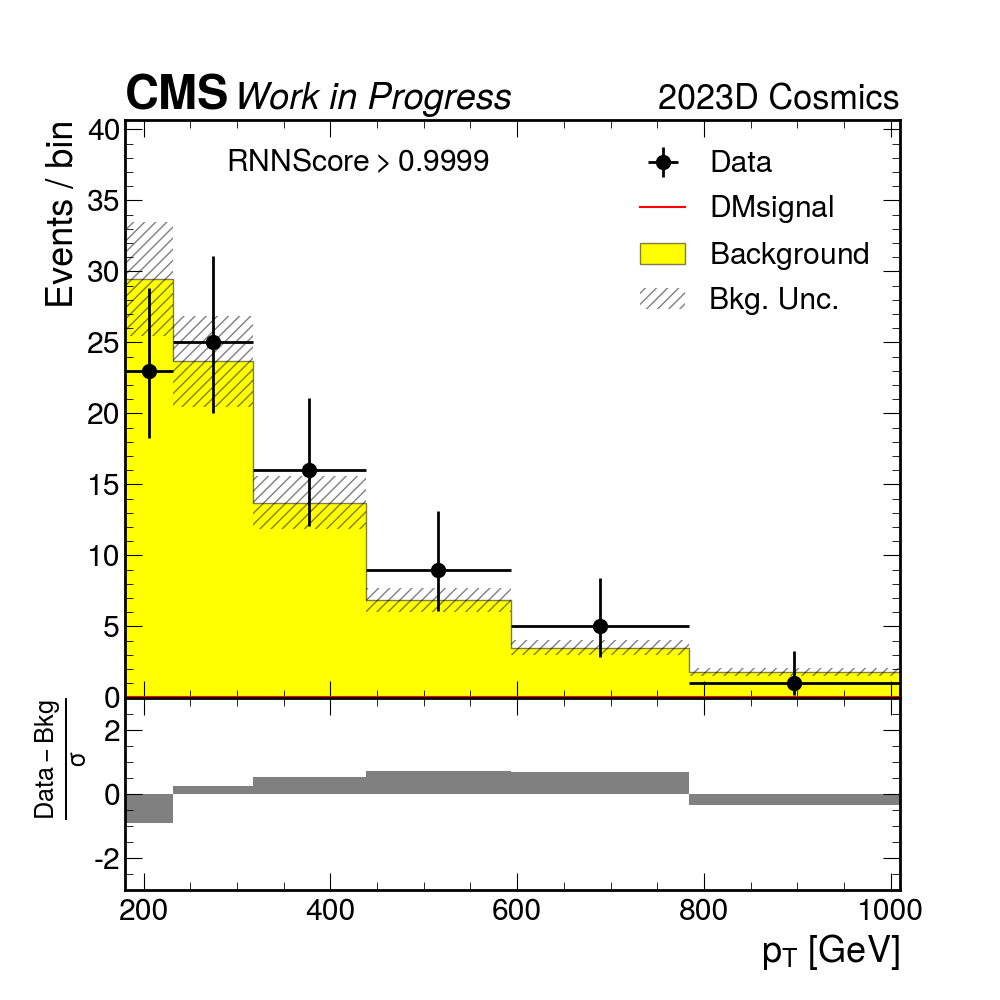 CMS Work in Progress 2023D Cosmics
Events / bin
RNNScore > 0.9999
Data
DMsignal
Background
Bkg. Unc.
40
35
30
25
20
15
10
5
0
Data − Bkg
σ
2
0
-2
200 400 600 800 1000
pT [GeV]